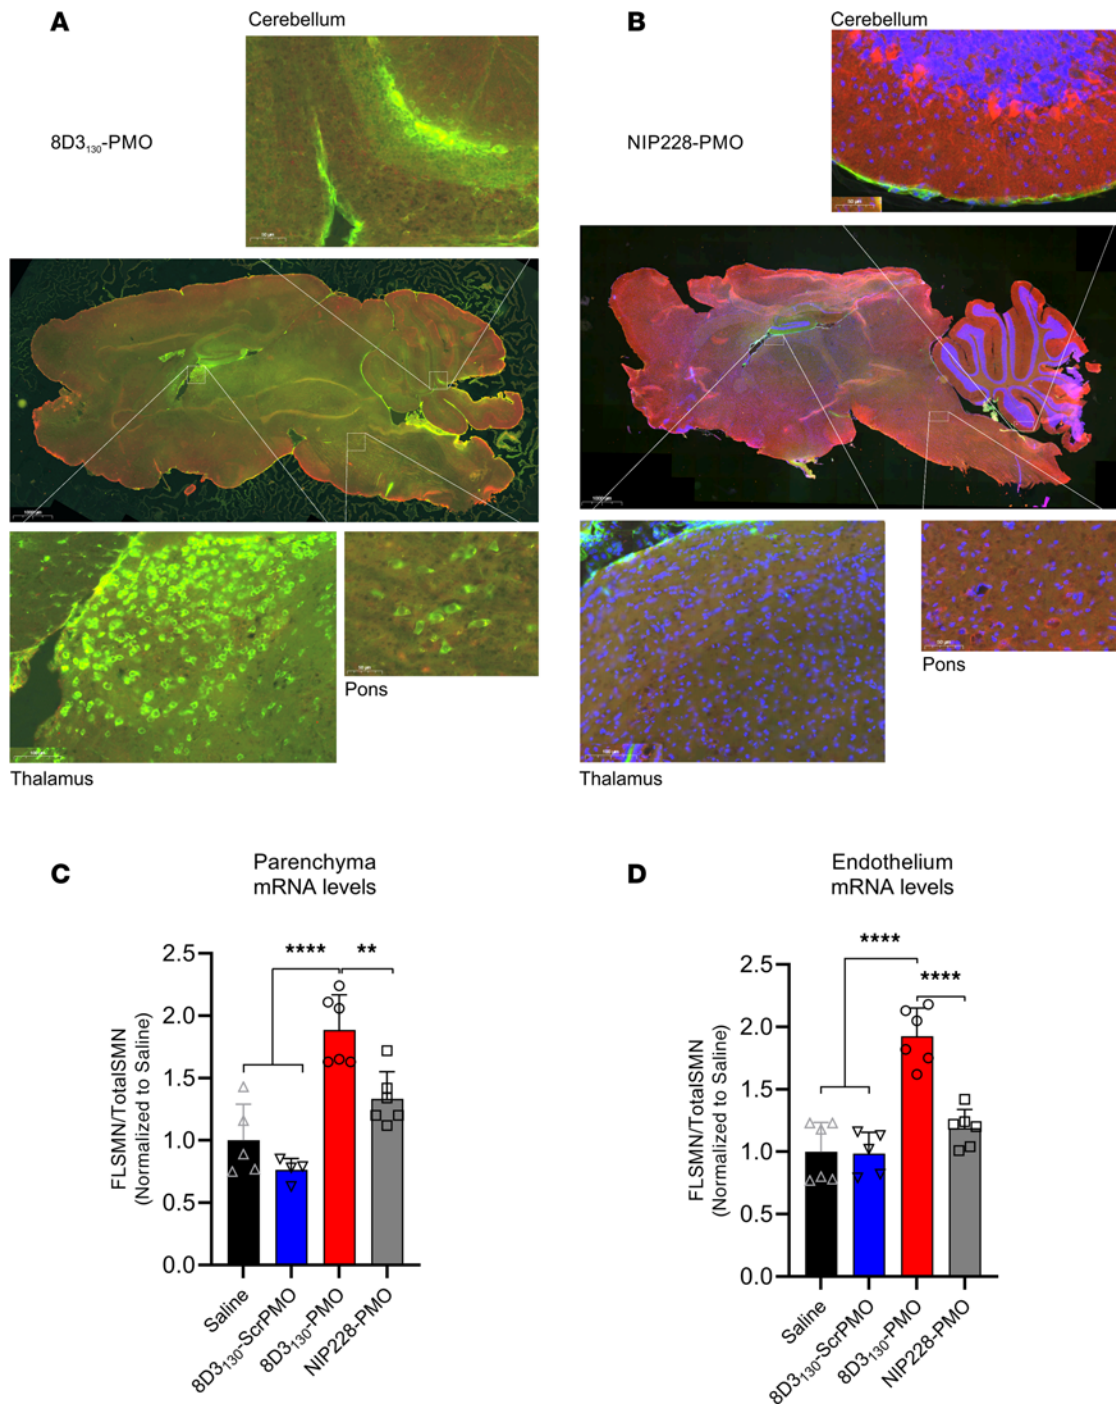 A
Cerebellum
8D3₁₃₀-PMO
Thalamus
Pons
B
Cerebellum
NIP228-PMO
Thalamus
Pons
C
Parenchyma
mRNA levels
FLSMN/TotalSMN
(Normalized to Saline)
2.5
2.0
1.5
1.0
0.5
0.0
****
**
Saline
8D3₁₃₀-ScrPMO
8D3₁₃₀-PMO
NIP228-PMO
D
Endothelium
mRNA levels
FLSMN/TotalSMN
(Normalized to Saline)
2.5
2.0
1.5
1.0
0.5
0.0
****
****
Saline
8D3₁₃₀-ScrPMO
8D3₁₃₀-PMO
NIP228-PMO